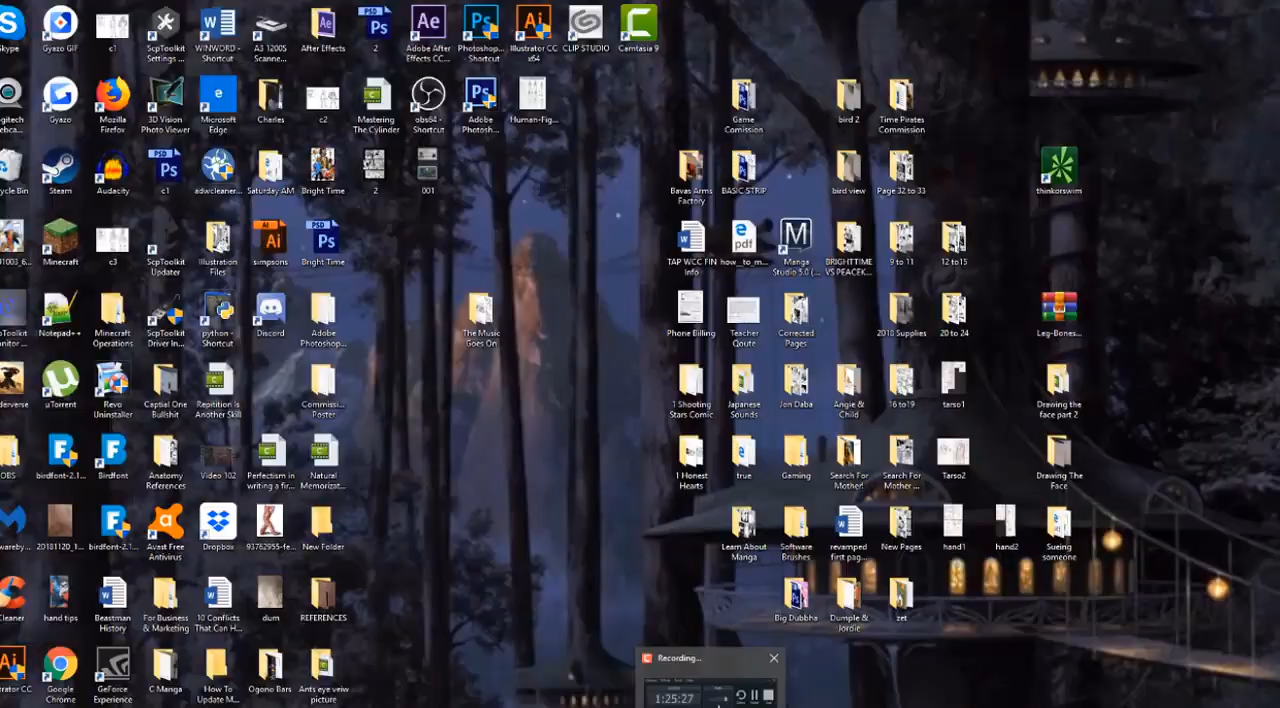 Skype
Gyazo GIF
c1
ScpToolkit
Settings ...
WINWORD -
Shortcut
A3 1200S
Scanne...
After Effects
2
Adobe After
Effects CC...
Photoshop...
- Shortcut
Illustrator CC
x64
CLIP STUDIO
Camtasia 9
Gyazo
Mozilla
Firefox
3D Vision
Photo Viewer
Microsoft
Edge
Charles
c2
Mastering
The Cylinder
obs64 -
Shortcut
Adobe
Photosh...
Human-Fig...
Game
Comission
bird 2
Time Pirates
Commission
Steam
Audacity
c1
adwcleaner...
Saturday AM
Bright Time
2
001
Bavas Arms
Factory
BASIC STRIP
bird view
Page 32 to 33
thinkorswim
Minecraft
c3
ScpToolkit
Updater
Illustration
Files
simpsons
Bright Time
TAP WCC FIN
Info
how_to_m...
Manga
Studio 5.0 (...
BRIGHTTIME
VS PEACEK...
9 to 11
12 to15
Notepad++
Minecraft
Operations
ScpToolkit
Driver In...
python -
Shortcut
Discord
Adobe
Photoshop...
The Music
Goes On
Phone Billing
Teacher
Qoute
Corrected
Pages
2018 Supplies
20 to 24
Leg-Bones...
µTorrent
Revo
Uninstaller
Captial One
Bullshit
Repitition Is
Another Skill
Commissi...
Poster
1 Shooting
Stars Comic
Japanese
Sounds
Jon Daba
Angie &
Child
16 to19
tarso1
Drawing the
face part 2
OBS
birdfont-2.1...
Birdfont
Anatomy
References
Video 102
Perfectism in
writing a fir...
Natural
Memorizat...
1 Honest
Hearts
true
Gaming
Search For
Mother!
Search For
Mother ...
Tarso2
Drawing The
Face
20181120_1...
birdfont-2.1...
Avast Free
Antivirus
Dropbox
93762955-fe...
New Folder
Learn About
Manga
Software
Brushes
revamped
first pag...
New Pages
hand1
hand2
Sueing
someone
hand tips
Beastman
History
For Business
& Marketing
10 Conflicts
That Can H...
dum
REFERENCES
Big Dubbha
Dumple &
Jordie
zet
Google
Chrome
GeForce
Experience
C Manga
How To
Update M...
Ogono Bars
Ants eye veiw
picture
Recording...
1:25:27